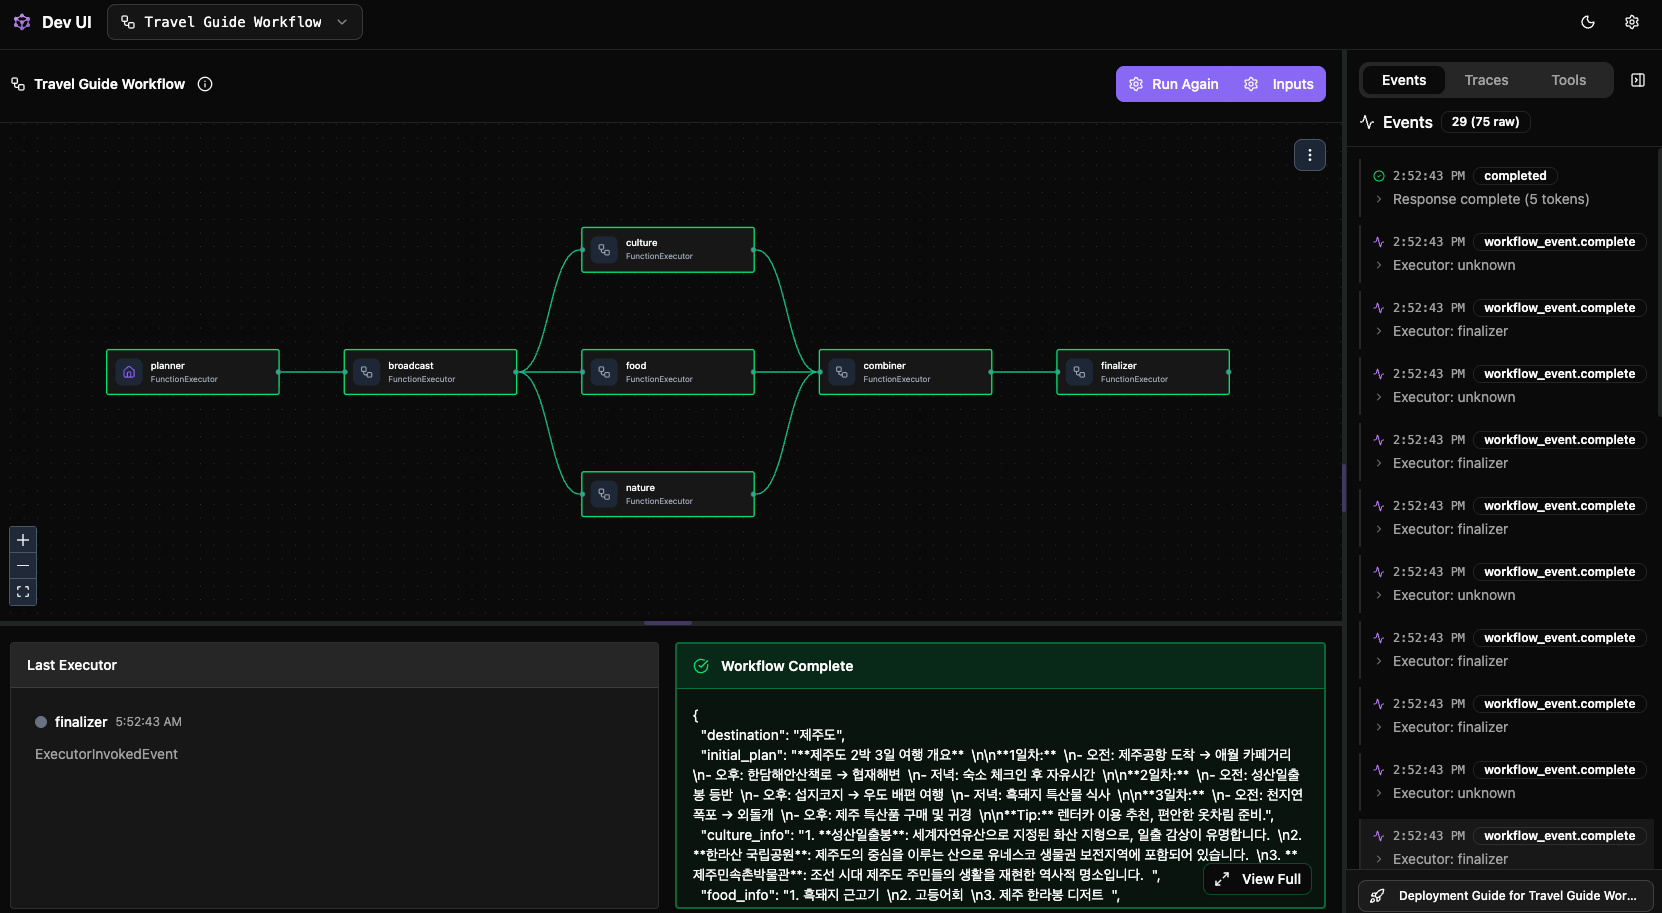 Dev UI
Travel Guide Workflow
Travel Guide Workflow
Run Again
Inputs
culture
FunctionExecutor
planner
FunctionExecutor
broadcast
FunctionExecutor
food
FunctionExecutor
combiner
FunctionExecutor
finalizer
FunctionExecutor
nature
FunctionExecutor
Last Executor
finalizer 5:52:43 AM
ExecutorInvokedEvent
Workflow Complete
{
"destination": "제주도",
"initial_plan": "**제주도 2박 3일 여행 개요** \n\n**1일차:** \n- 오전: 제주공항 도착 → 애월 카페거리
\n- 오후: 한담해안산책로 → 협재해변 \n- 저녁: 숙소 체크인 후 자유시간 \n\n**2일차:** \n- 오전: 성산일출
봉 등반 \n- 오후: 섭지코지 → 우도 배편 여행 \n- 저녁: 흑돼지 특산물 식사 \n\n**3일차:** \n- 오전: 천지연
폭포 → 외돌개 \n- 오후: 제주 특산품 구매 및 귀경 \n\n**Tip:** 렌터카 이용 추천, 편안한 옷차림 준비.",
"culture_info": "1. **성산일출봉**: 세계자연유산으로 지정된 화산 지형으로, 일출 감상이 유명합니다. \n2.
**한라산 국립공원**: 제주도의 중심을 이루는 산으로 유네스코 생물권 보전지역에 포함되어 있습니다. \n3. **
제주민속촌박물관**: 조선 시대 제주도 주민들의 생활을 재현한 역사적 명소입니다. ",
"food_info": "1. 흑돼지 근고기 \n2. 고등어회 \n3. 제주 한라봉 디저트 ",
View Full
Events
Traces
Tools
Events 29 (75 raw)
2:52:43 PM completed
Response complete (5 tokens)
2:52:43 PM workflow_event.complete
Executor: unknown
2:52:43 PM workflow_event.complete
Executor: finalizer
2:52:43 PM workflow_event.complete
Executor: unknown
2:52:43 PM workflow_event.complete
Executor: finalizer
2:52:43 PM workflow_event.complete
Executor: finalizer
2:52:43 PM workflow_event.complete
Executor: unknown
2:52:43 PM workflow_event.complete
Executor: finalizer
2:52:43 PM workflow_event.complete
Executor: finalizer
2:52:43 PM workflow_event.complete
Executor: unknown
2:52:43 PM workflow_event.complete
Executor: finalizer
Deployment Guide for Travel Guide Wor...